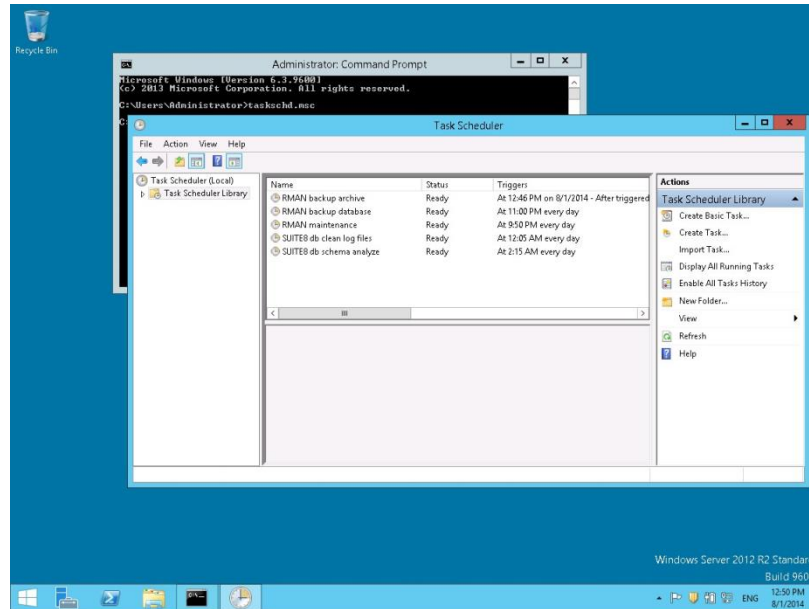 Recycle Bin
Administrator: Command Prompt
Microsoft Windows [Version 6.3.9600]
(c) 2013 Microsoft Corporation. All rights reserved.
C:\Users\Administrator>taskschd.msc
C:
Task Scheduler
File Action View Help
Task Scheduler (Local)
Task Scheduler Library
Name Status Triggers
RMAN backup archive Ready At 12:46 PM on 8/1/2014 - After triggered
RMAN backup database Ready At 11:00 PM every day
RMAN maintenance Ready At 9:50 PM every day
SUITE8 db clean log files Ready At 12:05 AM every day
SUITE8 db schema analyze Ready At 2:15 AM every day
Actions
Task Scheduler Library
Create Basic Task...
Create Task...
Import Task...
Display All Running Tasks
Enable All Tasks History
New Folder...
View
Refresh
Help
Windows Server 2012 R2 Standar
Build 960
ENG
12:50 PM
8/1/2014